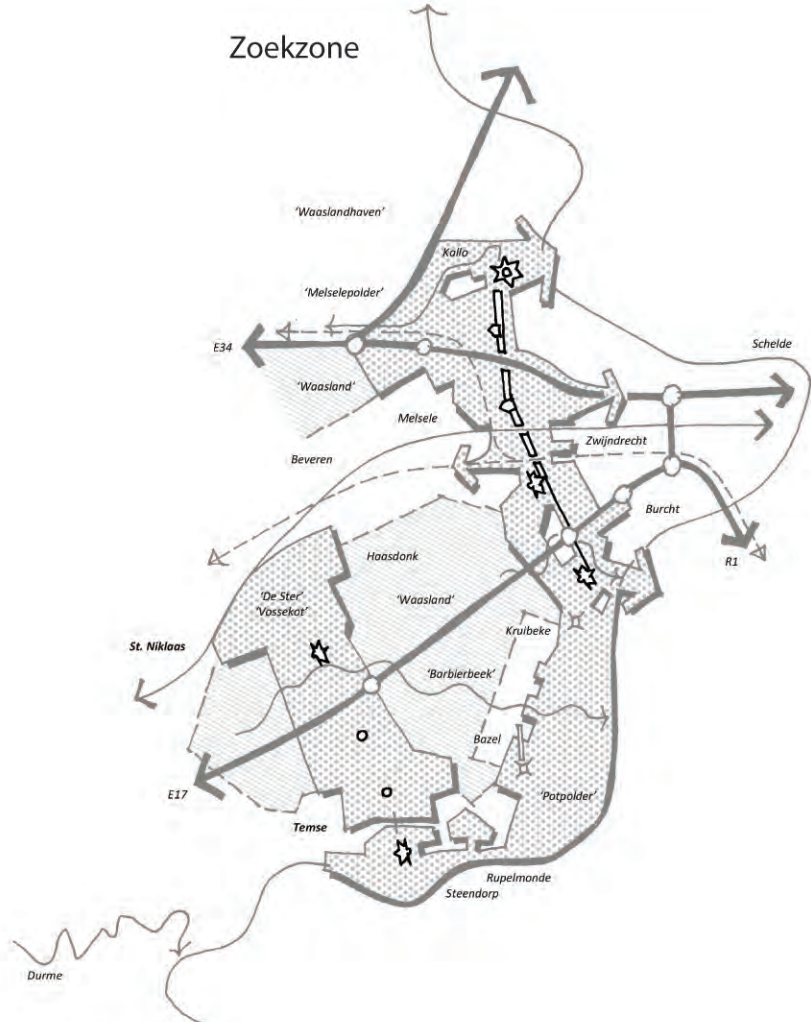 Zoekzone
'Waaslandhaven'
Kallo
'Melselepolder'
E34
Schelde
'Waasland'
Melsele
Zwijndrecht
Beveren
Burcht
Haasdonk
R1
'De Ster'
'Vossekot'
'Waasland'
Kruibeke
St. Niklaas
'Barbierbeek'
Bazel
E17
'Potpolder'
Temse
Rupelmonde
Steendorp
Durme